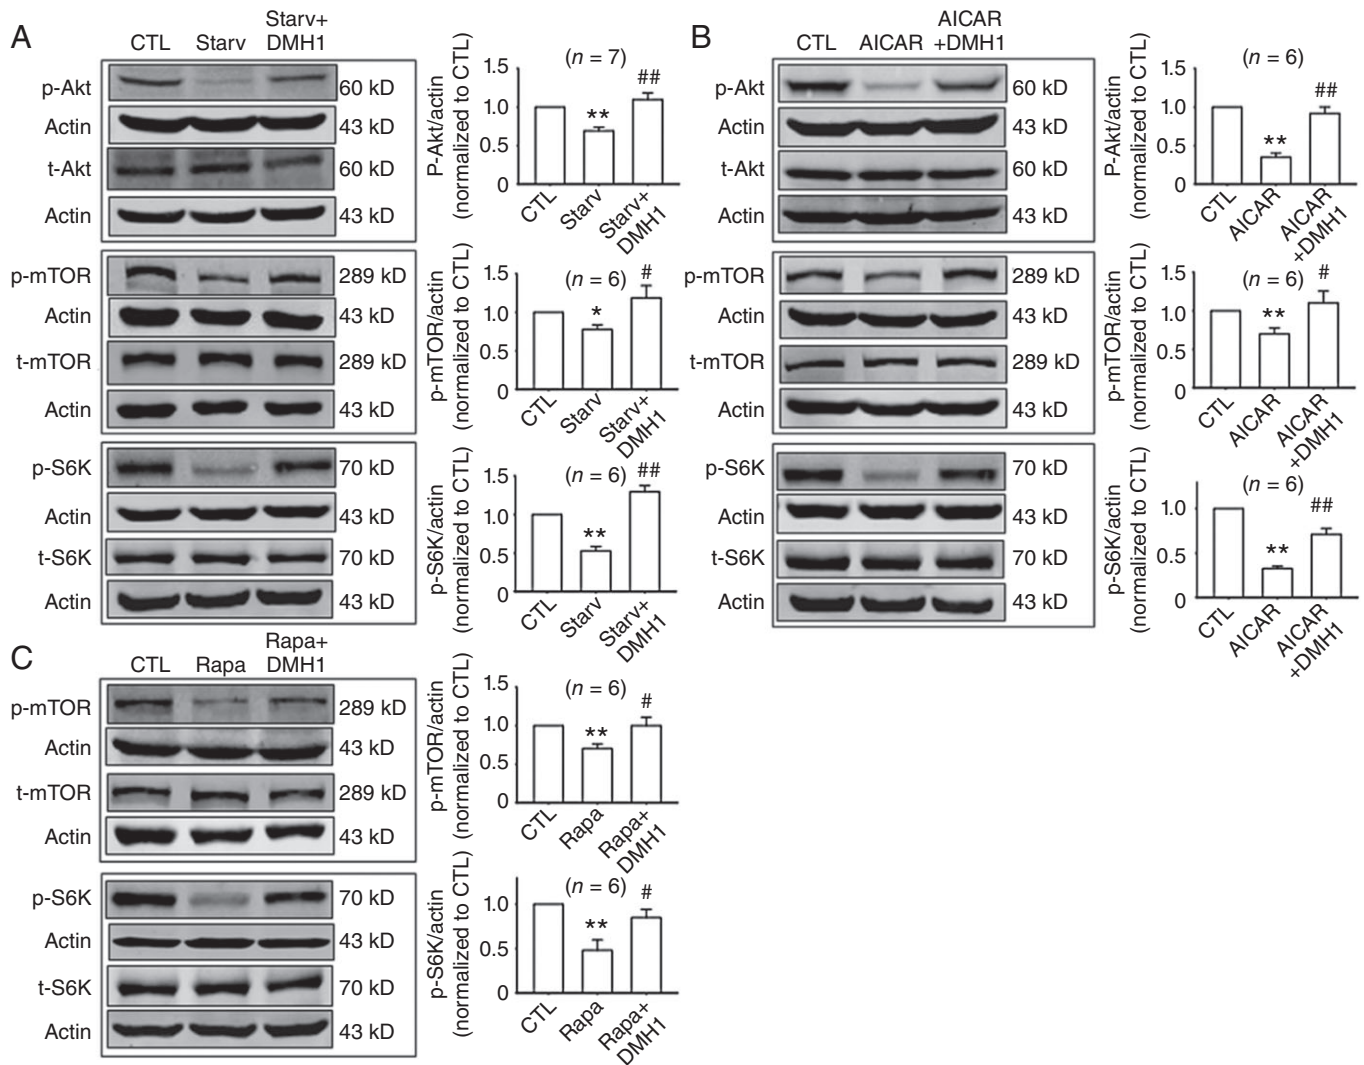 A
CTL Starv Starv+
DMH1
p-Akt 60 kD
Actin 43 kD
t-Akt 60 kD
Actin 43 kD
P-Akt/actin
(normalized to CTL)
(n = 7)
1.5
1.0
0.5
0
**
##
CTL
Starv
Starv+
DMH1
p-mTOR 289 kD
Actin 43 kD
t-mTOR 289 kD
Actin 43 kD
p-mTOR/actin
(normalized to CTL)
(n = 6)
1.5
1.0
0.5
0
*
#
CTL
Starv
Starv+
DMH1
p-S6K 70 kD
Actin 43 kD
t-S6K 70 kD
Actin 43 kD
p-S6K/actin
(normalized to CTL)
(n = 6)
1.5
1.0
0.5
0
**
##
CTL
Starv
Starv+
DMH1
B
CTL AICAR AICAR
+DMH1
p-Akt 60 kD
Actin 43 kD
t-Akt 60 kD
Actin 43 kD
P-Akt/actin
(normalized to CTL)
(n = 6)
1.5
1.0
0.5
0
**
##
CTL
AICAR
AICAR
+DMH1
p-mTOR 289 kD
Actin 43 kD
t-mTOR 289 kD
Actin 43 kD
p-mTOR/actin
(normalized to CTL)
(n = 6)
1.5
1.0
0.5
0
**
#
CTL
AICAR
AICAR
+DMH1
p-S6K 70 kD
Actin 43 kD
t-S6K 70 kD
Actin 43 kD
p-S6K/actin
(normalized to CTL)
(n = 6)
1.0
0.5
0
**
##
CTL
AICAR
AICAR
+DMH1
C
CTL Rapa Rapa+
DMH1
p-mTOR 289 kD
Actin 43 kD
t-mTOR 289 kD
Actin 43 kD
p-mTOR/actin
(normalized to CTL)
(n = 6)
1.5
1.0
0.5
0
**
#
CTL
Rapa
Rapa+
DMH1
p-S6K 70 kD
Actin 43 kD
t-S6K 70 kD
Actin 43 kD
p-S6K/actin
(normalized to CTL)
(n = 6)
1.0
0.5
0
**
#
CTL
Rapa
Rapa+
DMH1